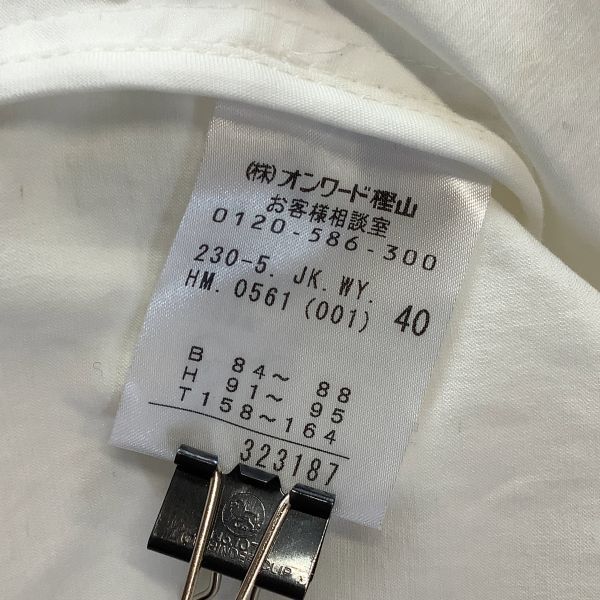 (株)オンワード樫山
お客様相談室
0120-586-300
230-5. JK. WY.
HM. 0561 (001) 40
B 84～ 88
H 91～ 95
T158～164
323187